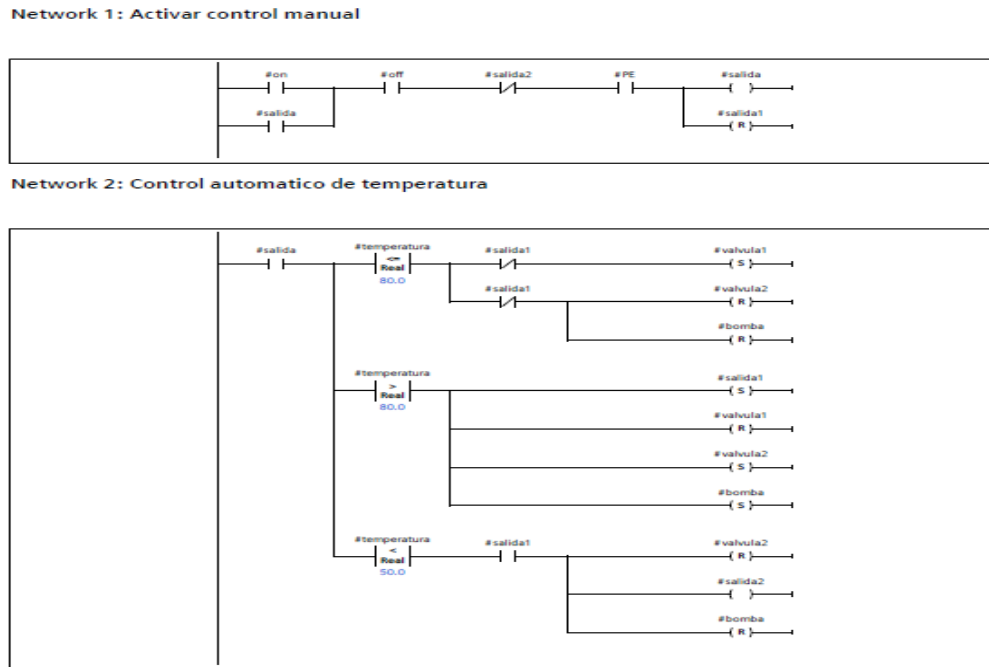 Network 1: Activar control manual
#on #off #salida2 #PE #salida
#salida #salida1
R
Network 2: Control automatico de temperatura
#salida #temperatura #salida1 #valvula1
<= S
Real
80.0 #salida1 #valvula2
R
#bomba
R
#temperatura #salida1
> S
Real
80.0 #valvula1
R
#valvula2
S
#bomba
S
#temperatura #salida1 #valvula2
< R
Real
50.0 #salida2
#bomba
R